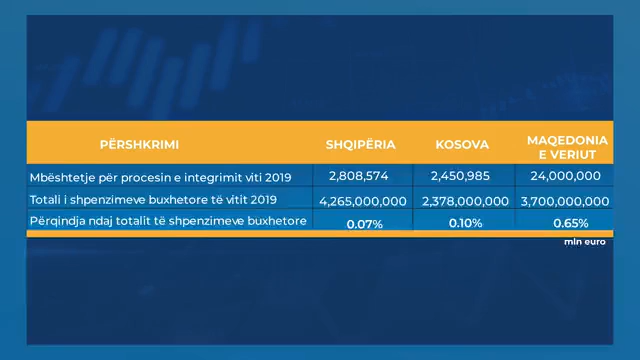 PËRSHKRIMI SHQIPËRIA KOSOVA MAQEDONIA E VERIUT
Mbështetje për procesin e integrimit viti 2019 2,808,574 2,450,985 24,000,000
Totali i shpenzimeve buxhetore të vitit 2019 4,265,000,000 2,378,000,000 3,700,000,000
Përqindja ndaj totalit të shpenzimeve buxhetore 0.07% 0.10% 0.65%
mln euro